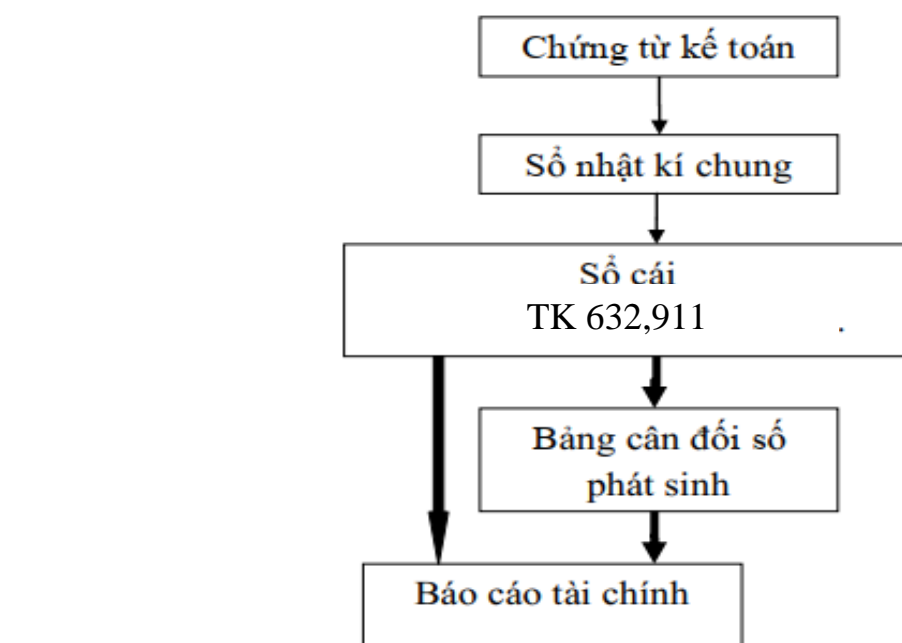 Chứng từ kế toán
Sổ nhật kí chung
Sổ cái
TK 632,911
Bảng cân đối số
phát sinh
Báo cáo tài chính